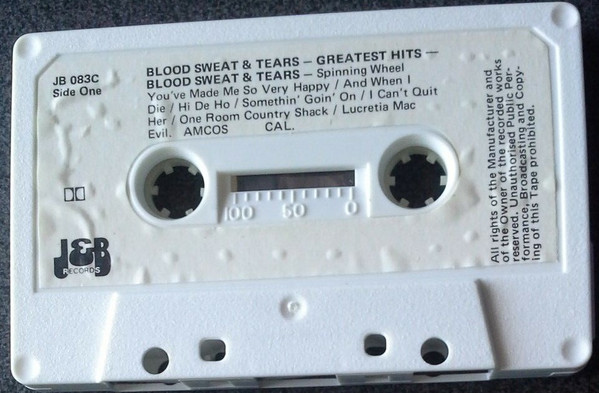 JB 083C
Side One
BLOOD SWEAT & TEARS — GREATEST HITS —
BLOOD SWEAT & TEARS — Spinning Wheel
You've Made Me So Very Happy / And When I
Die / Hi De Ho / Somethin' Goin' On / I Can't Quit
Her / One Room Country Shack / Lucretia Mac
Evil. AMCOS CAL.
100 50 0
J&B
RECORDS
All rights of the Manufacturer and
of the Owner of the recorded works
reserved. Unauthorised Public Per-
formance, Broadcasting and Copy-
ing of this Tape prohibited.